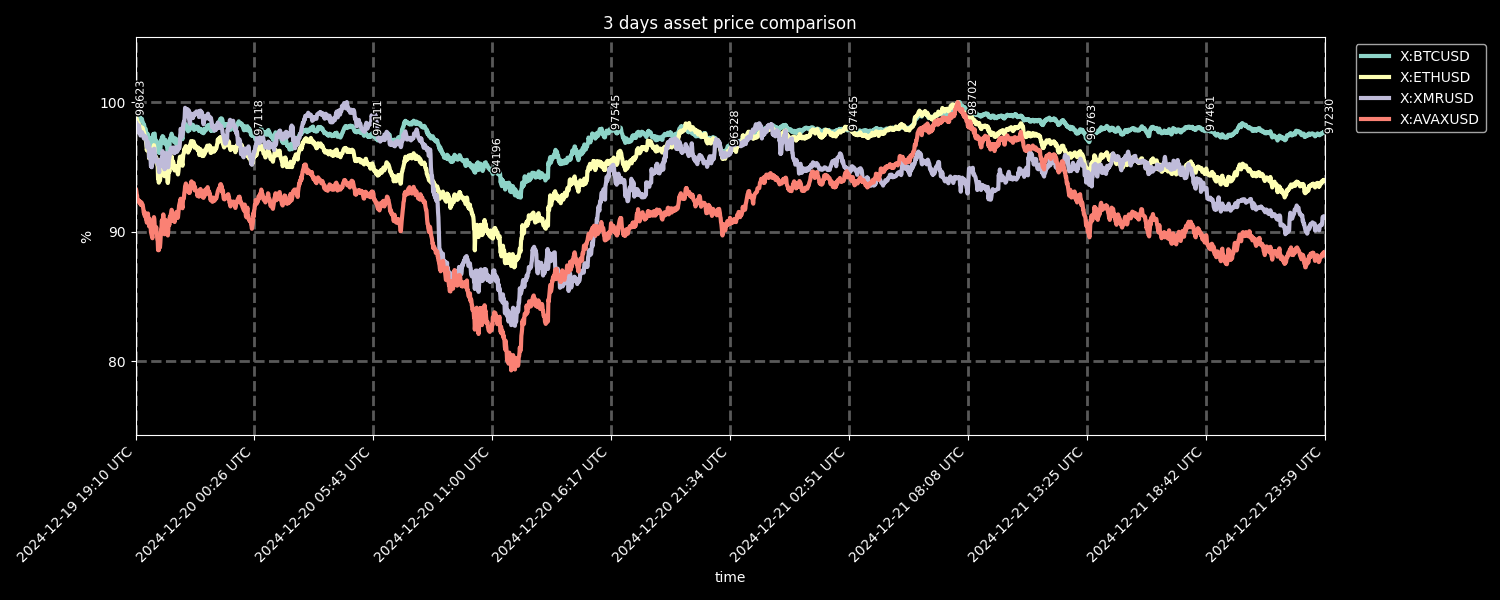 3 days asset price comparison
X:BTCUSD
X:ETHUSD
X:XMRUSD
X:AVAXUSD
100
90
80
%
98623
97118
97111
94196
97545
96328
97465
98702
96763
97461
97230
2024-12-19 19:10 UTC
2024-12-20 00:26 UTC
2024-12-20 05:43 UTC
2024-12-20 11:00 UTC
2024-12-20 16:17 UTC
2024-12-20 21:34 UTC
2024-12-21 02:51 UTC
2024-12-21 08:08 UTC
2024-12-21 13:25 UTC
2024-12-21 18:42 UTC
2024-12-21 23:59 UTC
time